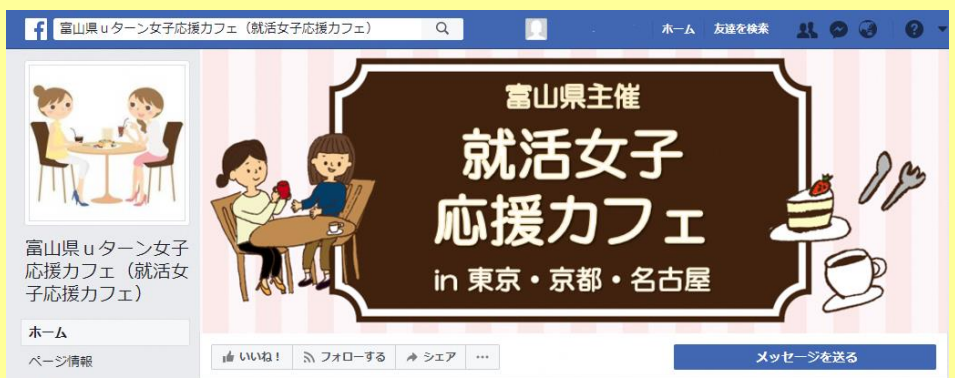 富山県uターン女子応援カフェ（就活女子応援カフェ）
ホーム 友達を検索
富山県主催
就活女子
応援カフェ
in 東京・京都・名古屋
富山県uターン女子
応援カフェ（就活女
子応援カフェ）
ホーム
ページ情報
いいね！ フォローする シェア ... メッセージを送る